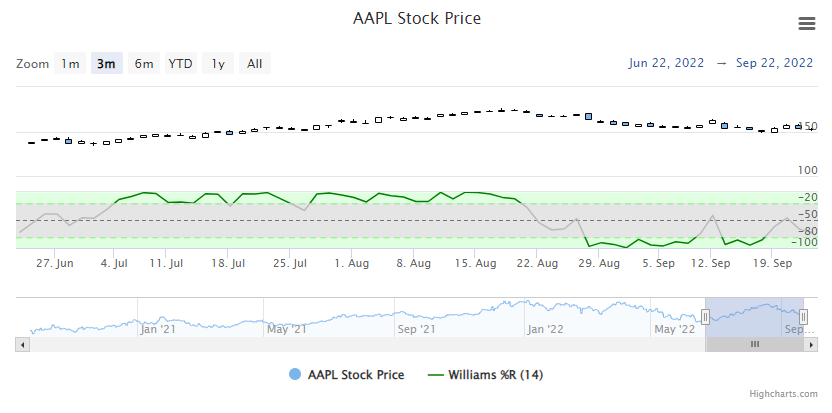 AAPL Stock Price
Zoom 1m 3m 6m YTD 1y All Jun 22, 2022 → Sep 22, 2022
150
100
-20
-50
-80
-100
27. Jun 4. Jul 11. Jul 18. Jul 25. Jul 1. Aug 8. Aug 15. Aug 22. Aug 29. Aug 5. Sep 12. Sep 19. Sep
Jan '21 May '21 Sep '21 Jan '22 May '22 Sep…
AAPL Stock Price Williams %R (14)
Highcharts.com